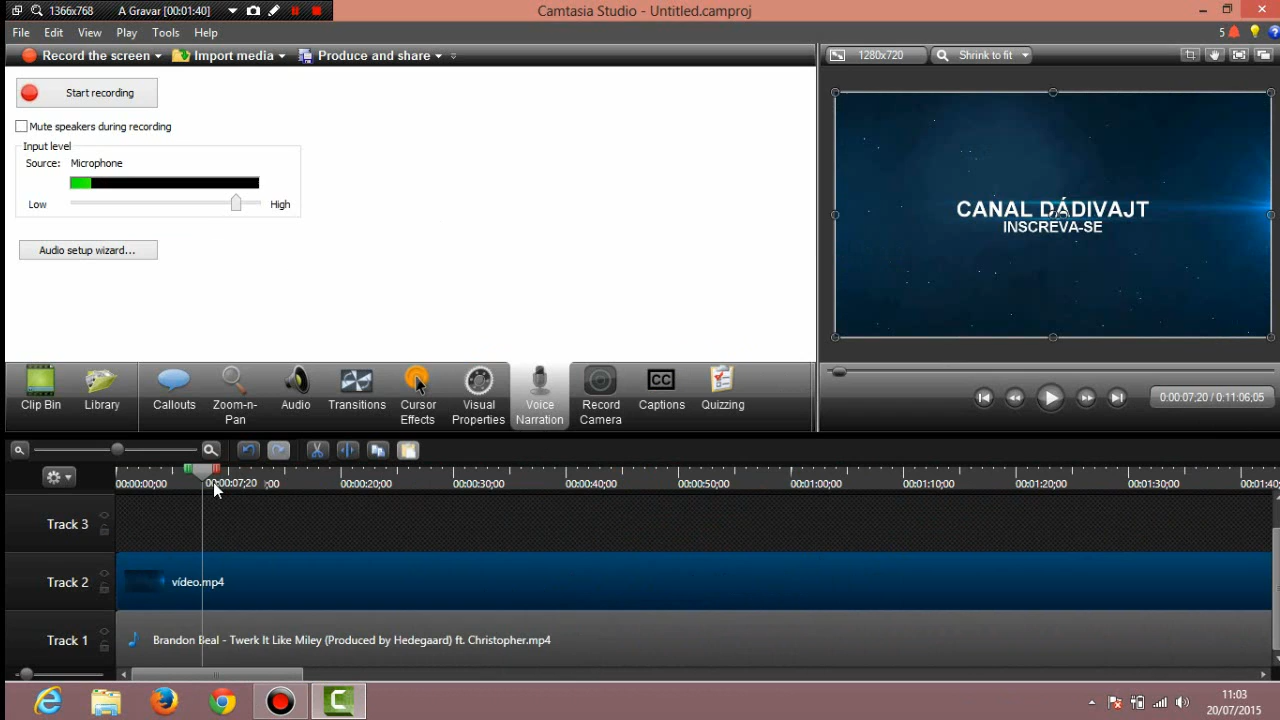 1366x768 A Gravar [00:01:40] Camtasia Studio - Untitled.camproj
File Edit View Play Tools Help 5
Record the screen Import media Produce and share 1280x720 Shrink to fit
Start recording
Mute speakers during recording
Input level
Source: Microphone
Low High
Audio setup wizard...
CANAL DÁDIVAJT
INSCREVA-SE
Clip Bin Library Callouts Zoom-n-Pan Audio Transitions Cursor Effects Visual Properties Voice Narration Record Camera Captions Quizzing
0:00:07;20 / 0:11:06;05
00:00:00;00 00:00:07;20 ;00 00:00:20;00 00:00:30;00 00:00:40;00 00:00:50;00 00:01:00;00 00:01:10;00 00:01:20;00 00:01:30;00 00:01:40
Track 3
Track 2 vídeo.mp4
Track 1 Brandon Beal - Twerk It Like Miley (Produced by Hedegaard) ft. Christopher.mp4
11:03
20/07/2015